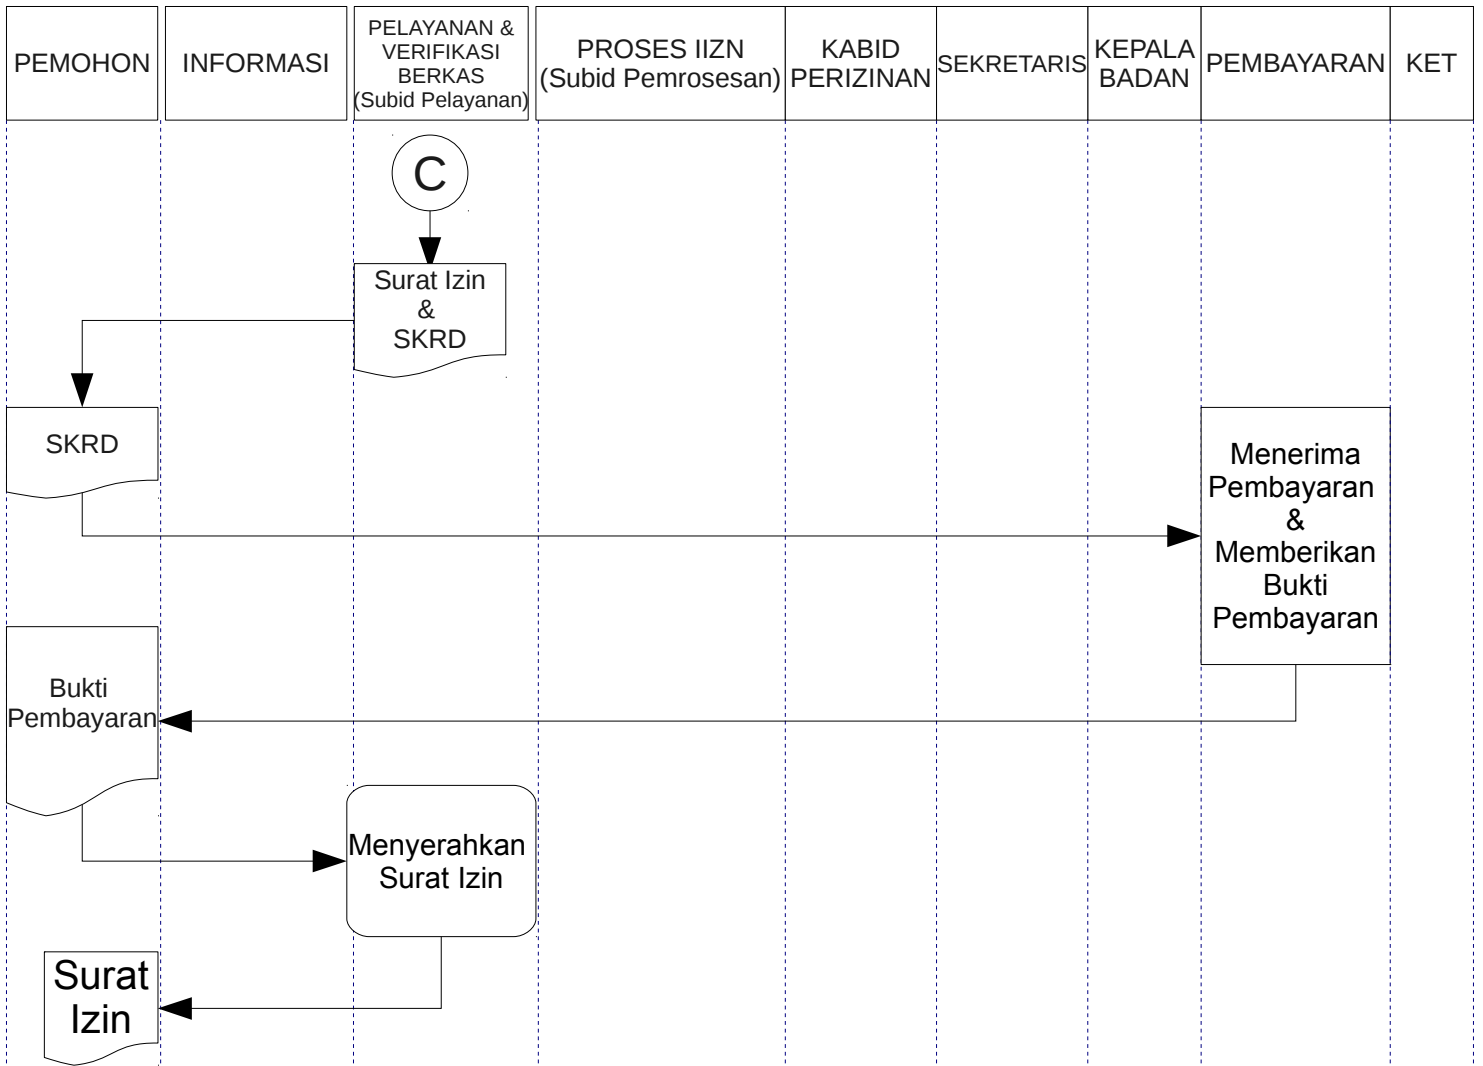 PEMOHON
INFORMASI
PELAYANAN &
VERIFIKASI
BERKAS
(Subid Pelayanan)
PROSES IIZN
(Subid Pemrosesan)
KABID
PERIZINAN
SEKRETARIS
KEPALA
BADAN
PEMBAYARAN
KET
C
Surat Izin
&
SKRD
SKRD
Menerima
Pembayaran
&
Memberikan
Bukti
Pembayaran
Bukti
Pembayaran
Menyerahkan
Surat Izin
Surat
Izin